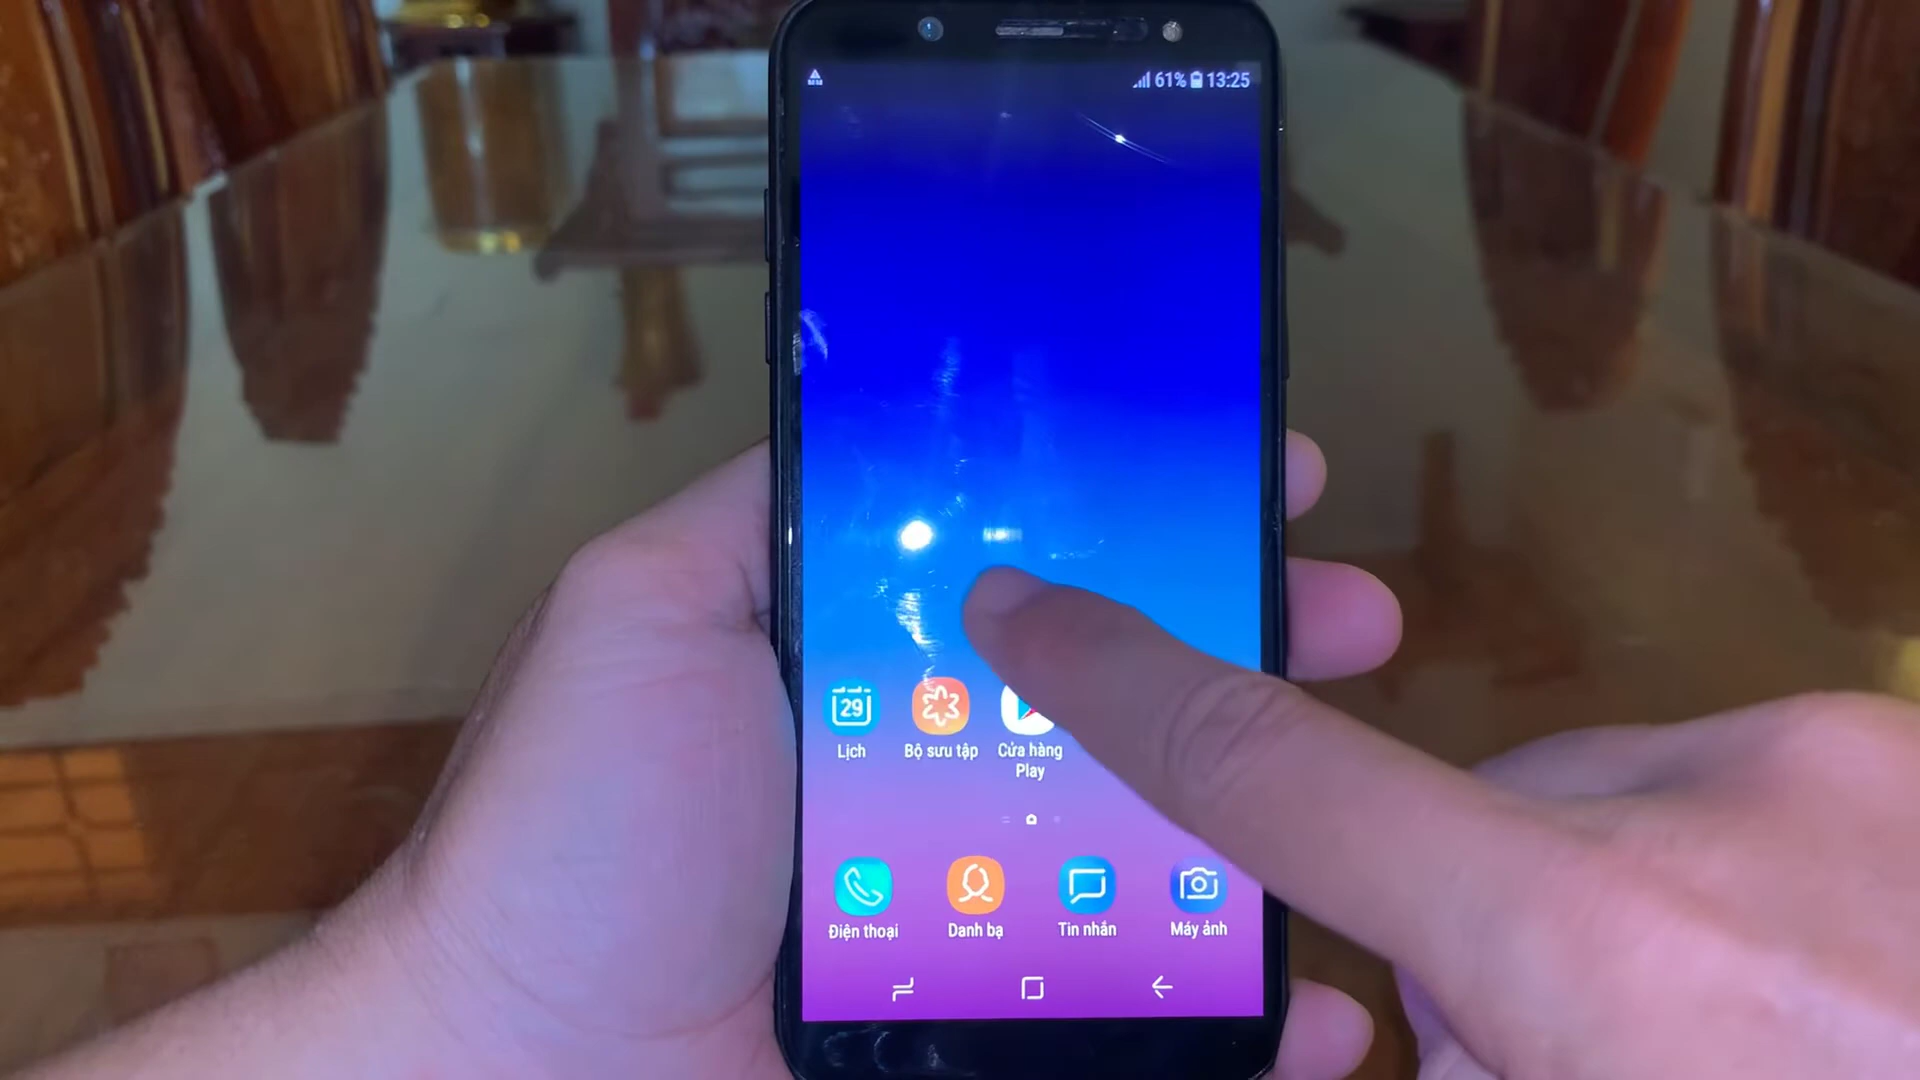 61% 13:25
29
Lịch
Bộ sưu tập
Cửa hàng
Play
Điện thoại
Danh bạ
Tin nhắn
Máy ảnh